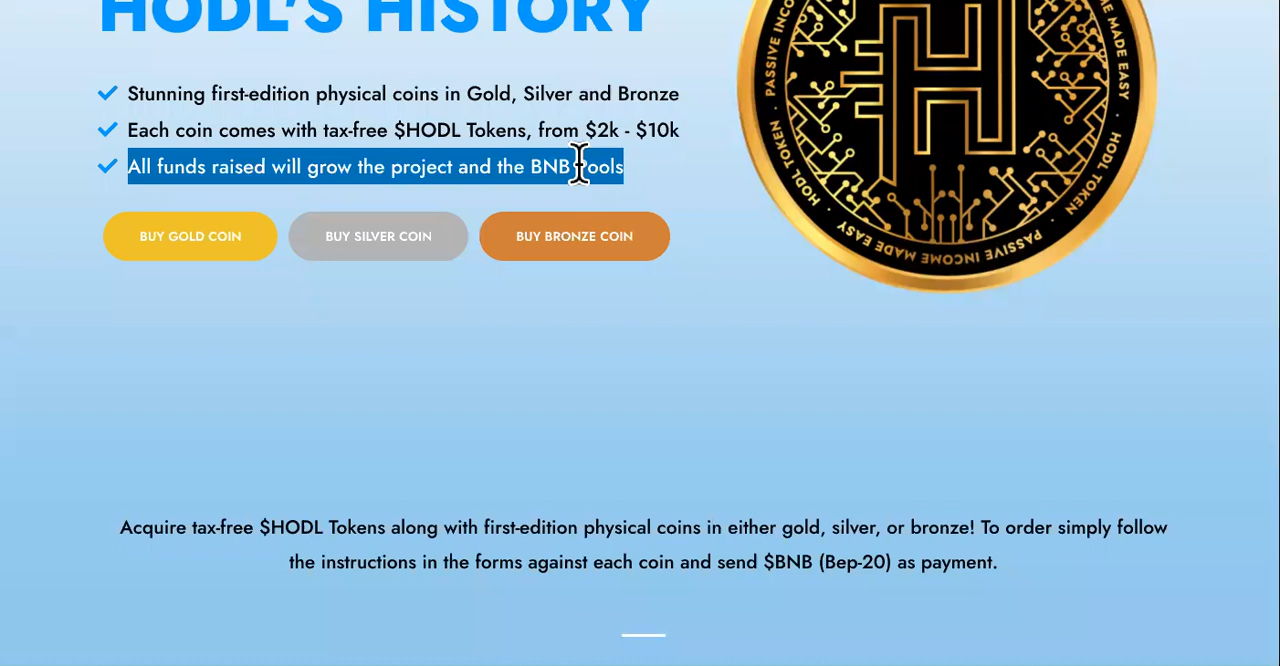 HODL'S HISTORY
Stunning first-edition physical coins in Gold, Silver and Bronze
Each coin comes with tax-free $HODL Tokens, from $2k - $10k
All funds raised will grow the project and the BNB Pools
BUY GOLD COIN
BUY SILVER COIN
BUY BRONZE COIN
HODL TOKEN · PASSIVE INCO
ME MADE EASY · HODL TOKEN ·
PASSIVE INCOME MADE EASY
Acquire tax-free $HODL Tokens along with first-edition physical coins in either gold, silver, or bronze! To order simply follow
the instructions in the forms against each coin and send $BNB (Bep-20) as payment.